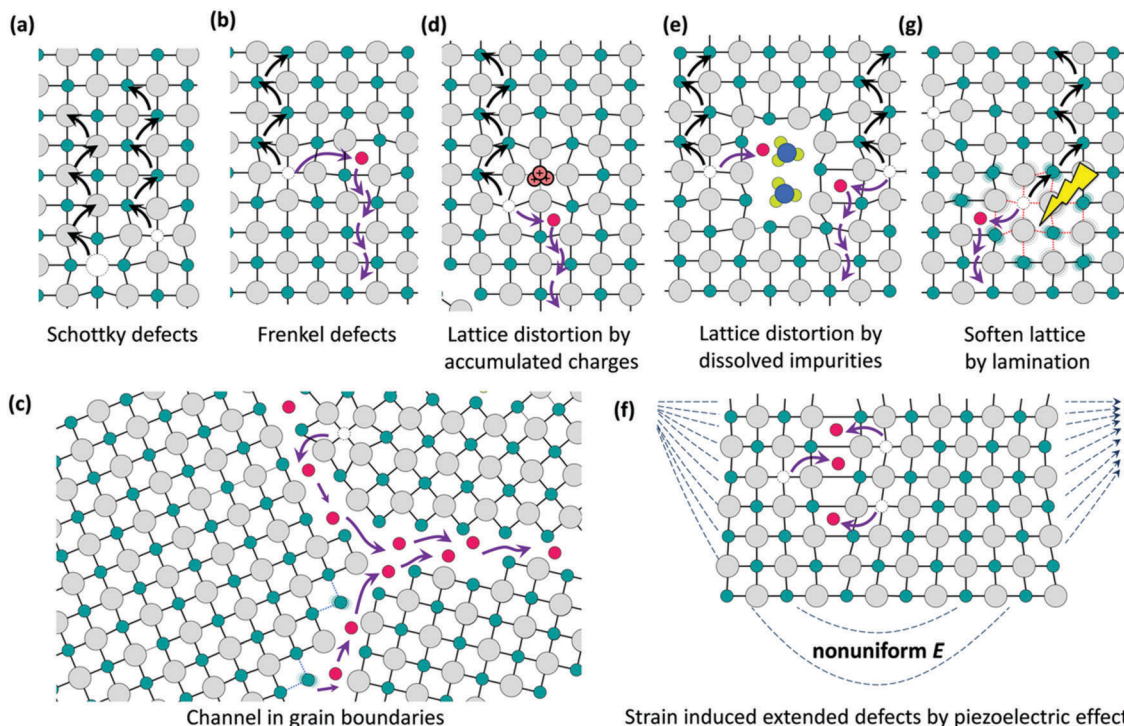 (a)
(b)
(d)
(e)
(g)
+ + +
Schottky defects
Frenkel defects
Lattice distortion by
accumulated charges
Lattice distortion by
dissolved impurities
Soften lattice
by lamination
(c)
(f)
nonuniform E
Channel in grain boundaries
Strain induced extended defects by piezoelectric effect